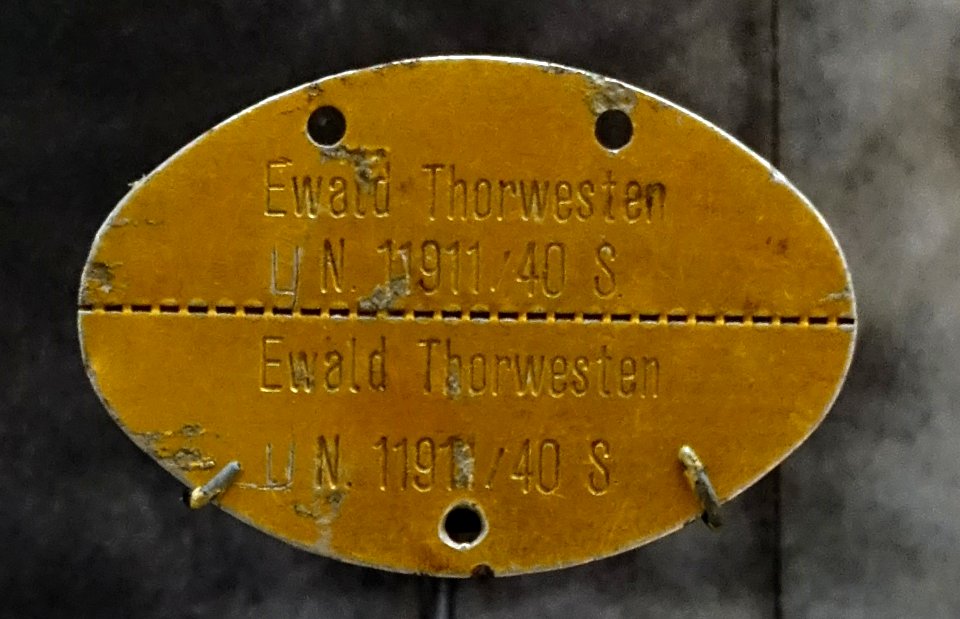 Ewald Thorwesten
U N. 11911/40 S.
Ewald Thorwesten
U N. 11911/40 S.